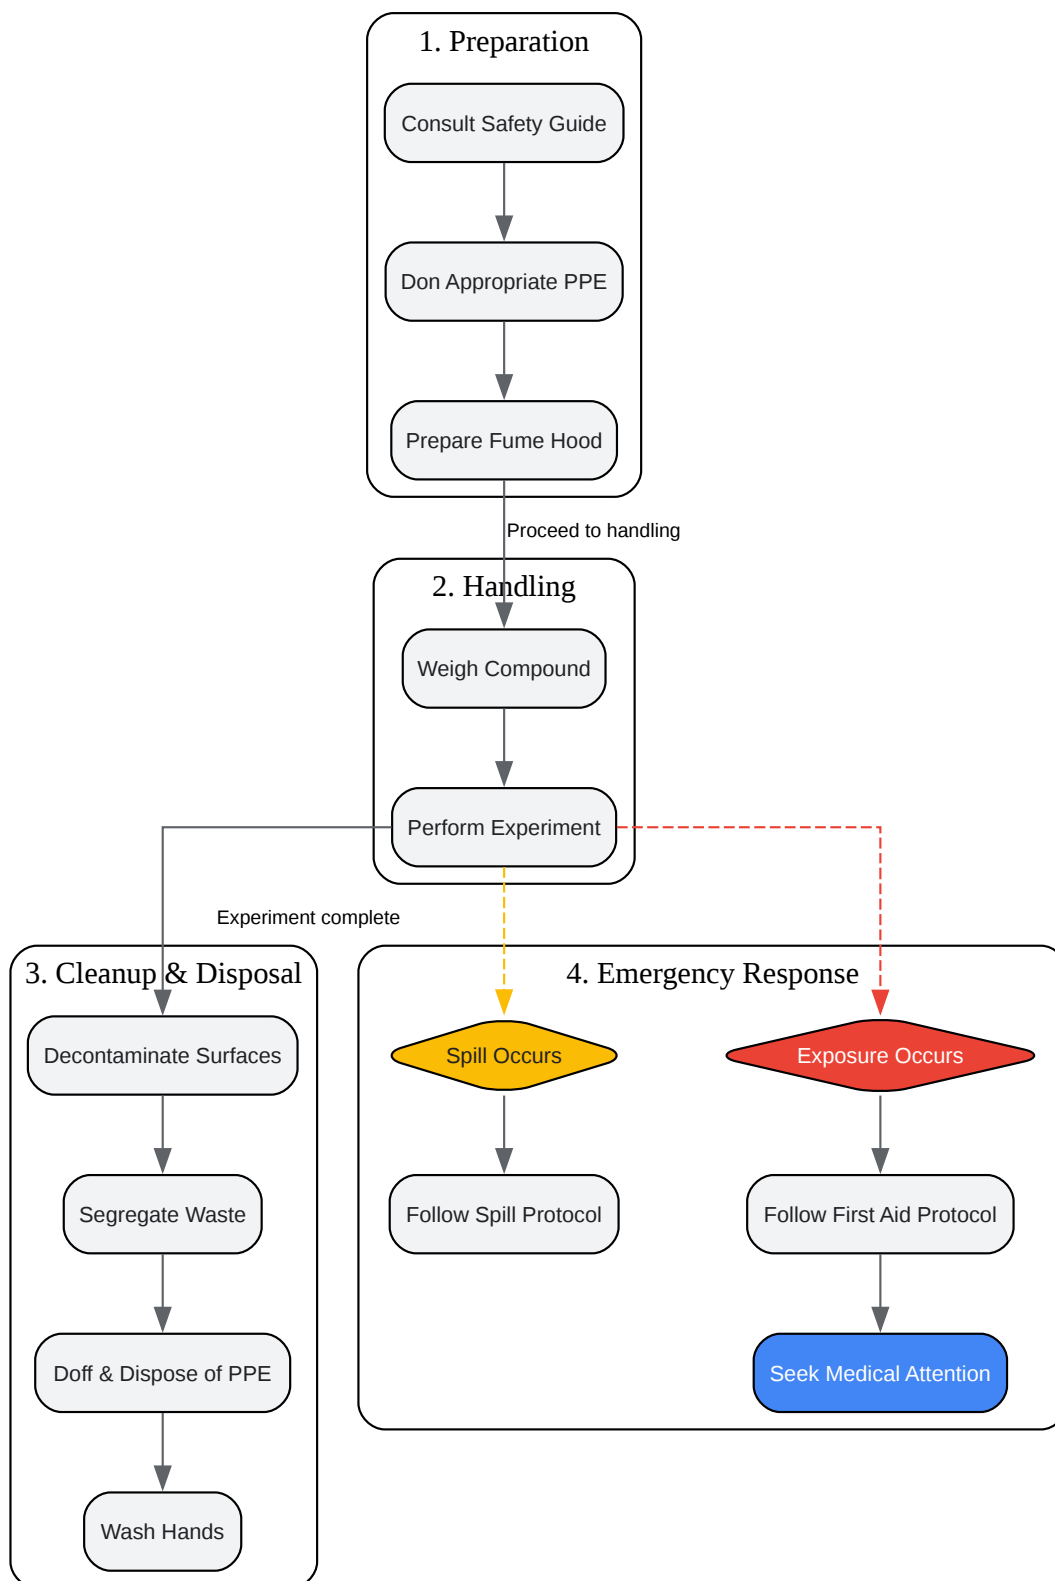 1. Preparation
Consult Safety Guide
Don Appropriate PPE
Prepare Fume Hood
Proceed to handling
2. Handling
Weigh Compound
Perform Experiment
Experiment complete
3. Cleanup & Disposal
Decontaminate Surfaces
Segregate Waste
Doff & Dispose of PPE
Wash Hands
4. Emergency Response
Spill Occurs
Exposure Occurs
Follow Spill Protocol
Follow First Aid Protocol
Seek Medical Attention